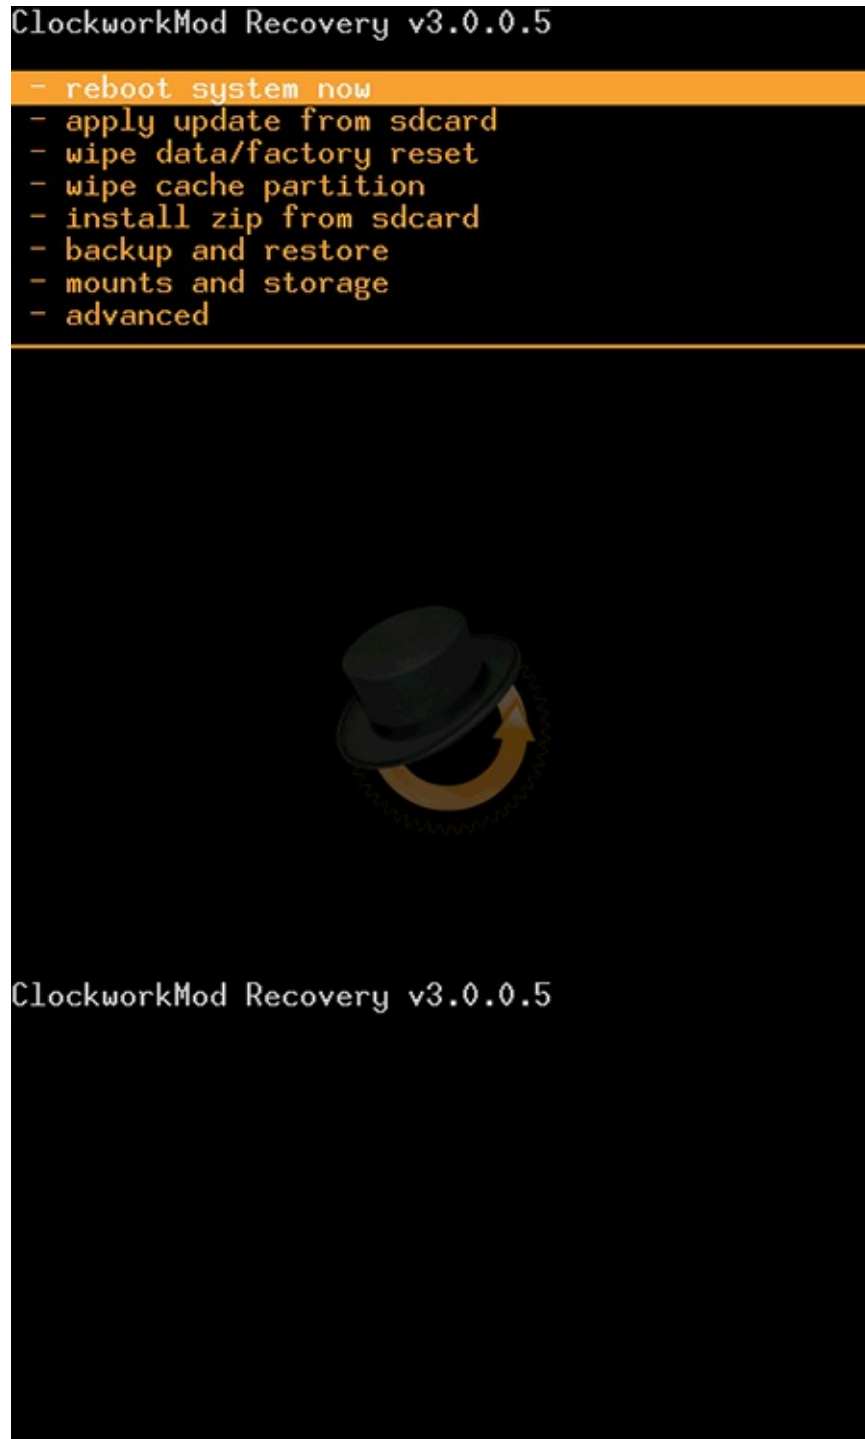 ClockworkMod Recovery v3.0.0.5
- reboot system now
- apply update from sdcard
- wipe data/factory reset
- wipe cache partition
- install zip from sdcard
- backup and restore
- mounts and storage
- advanced
ClockworkMod Recovery v3.0.0.5